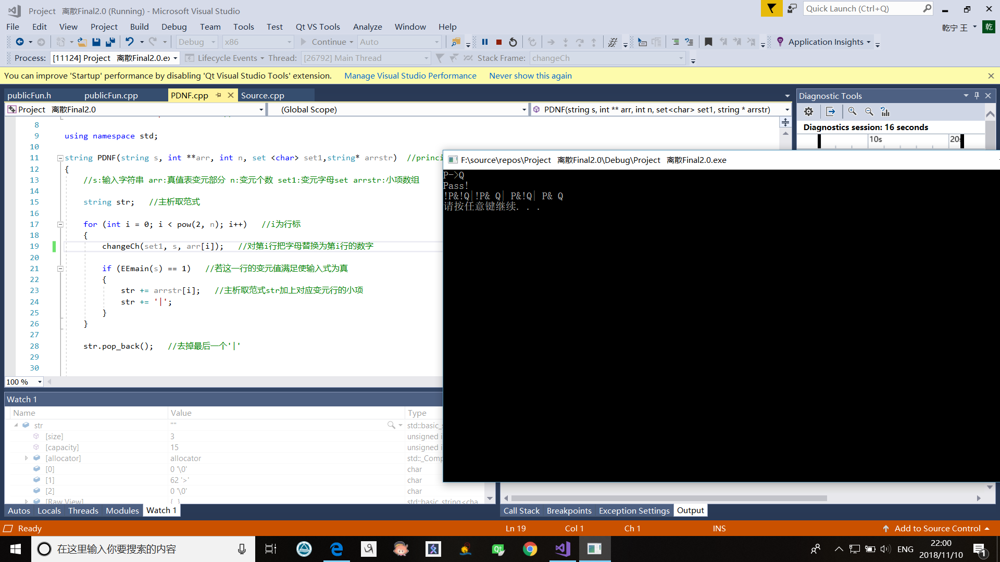 Project 离散Final2.0 (Running) - Microsoft Visual Studio
Quick Launch (Ctrl+Q)
File Edit View Project Build Debug Team Tools Test Qt VS Tools Analyze Window Help
乾宁 王 乾
Debug x86 Continue Auto Application Insights
Process: [11124] Project 离散Final2.0.ex Lifecycle Events Thread: [26792] Main Thread Stack Frame: changeCh
You can improve 'Startup' performance by disabling 'Qt Visual Studio Tools' extension. Manage Visual Studio Performance Never show this again
publicFun.h publicFun.cpp PDNF.cpp Source.cpp
Project 离散Final2.0 (Global Scope) PDNF(string s, int ** arr, int n, set<char> set1, string * arrstr)
8
9 using namespace std;
10
11 string PDNF(string s, int **arr, int n, set <char> set1,string* arrstr) //princi
12 {
13 //s:输入字符串 arr:真值表变元部分 n:变元个数 set1:变元字母set arrstr:小项数组
14
15 string str; //主析取范式
16
17 for (int i = 0; i < pow(2, n); i++) //i为行标
18 {
19 changeCh(set1, s, arr[i]); //对第i行把字母替换为第i行的数字
20
21 if (EEmain(s) == 1) //若这一行的变元值满足使输入式为真
22 {
23 str += arrstr[i]; //主析取范式str加上对应变元行的小项
24 str += '|';
25 }
26 }
27
28 str.pop_back(); //去掉最后一个'|'
29
30
100 %
Diagnostic Tools
Diagnostics session: 16 seconds
10s 20s
F:\source\repos\Project 离散Final2.0\Debug\Project 离散Final2.0.exe
P->Q
Pass!
!P&!Q|!P& Q| P&!Q| P& Q
请按任意键继续. . .
Watch 1
Name Value Type
str "" std::basic_s
[size] 3 unsigned i
[capacity] 15 unsigned i
[allocator] allocator std::_Comp
[0] 0 '\0' char
[1] 62 '>' char
[2] 0 '\0' char
[Raw View] {...} std::basic_string<cha
Autos Locals Threads Modules Watch 1
Call Stack Breakpoints Exception Settings Output
Ready Ln 19 Col 1 Ch 1 INS Add to Source Control
在这里输入你要搜索的内容
ENG
22:00
2018/11/10
1